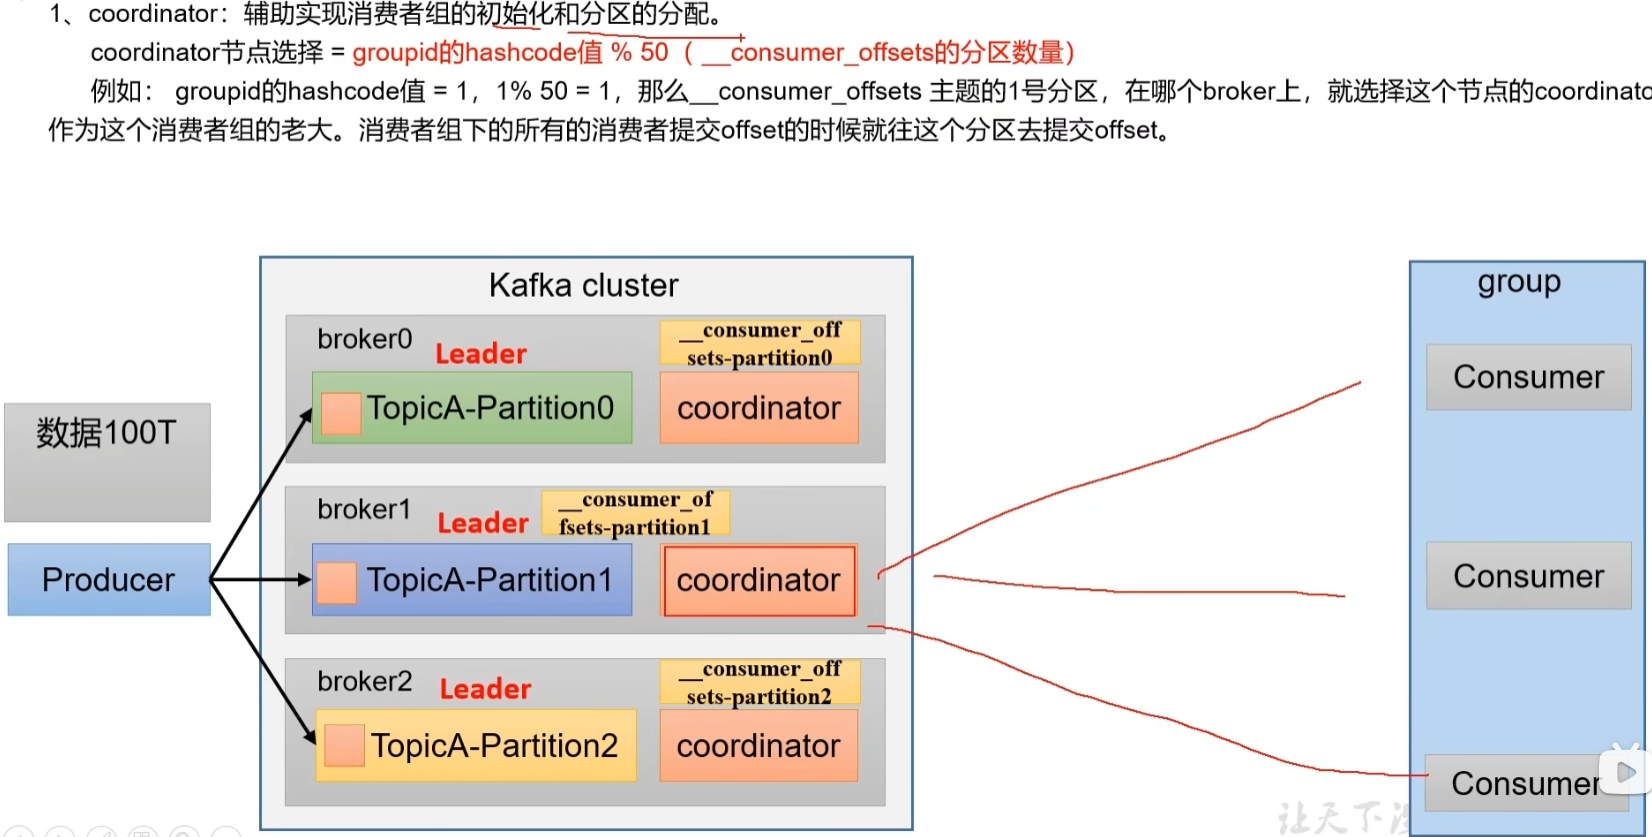 1、coordinator：辅助实现消费者组的初始化和分区的分配。
coordinator节点选择 = groupid的hashcode值 % 50（ __consumer_offsets的分区数量）
例如： groupid的hashcode值 = 1，1% 50 = 1，那么__consumer_offsets 主题的1号分区，在哪个broker上，就选择这个节点的coordinato
作为这个消费者组的老大。消费者组下的所有的消费者提交offset的时候就往这个分区去提交offset。
Kafka cluster
group
broker0
Leader
__consumer_off
sets-partition0
TopicA-Partition0
coordinator
Consumer
数据100T
broker1
Leader
__consumer_of
fsets-partition1
Producer
TopicA-Partition1
coordinator
Consumer
broker2
Leader
__consumer_off
sets-partition2
TopicA-Partition2
coordinator
Consumer
让天下